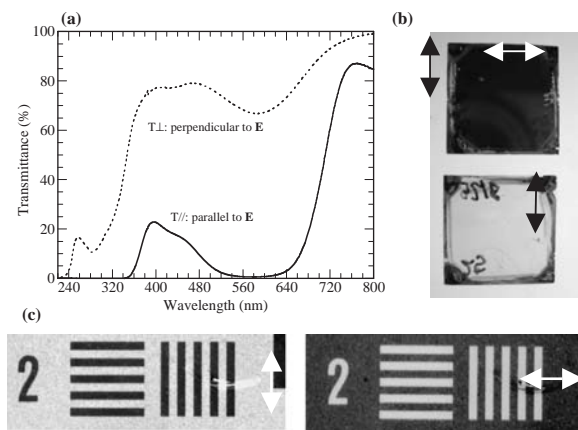 (a)
(b)
100
80
60
40
20
0
Transmittance (%)
T⊥: perpendicular to E
T//: parallel to E
240 320 400 480 560 640 720 800
Wavelength (nm)
(c)
2
2